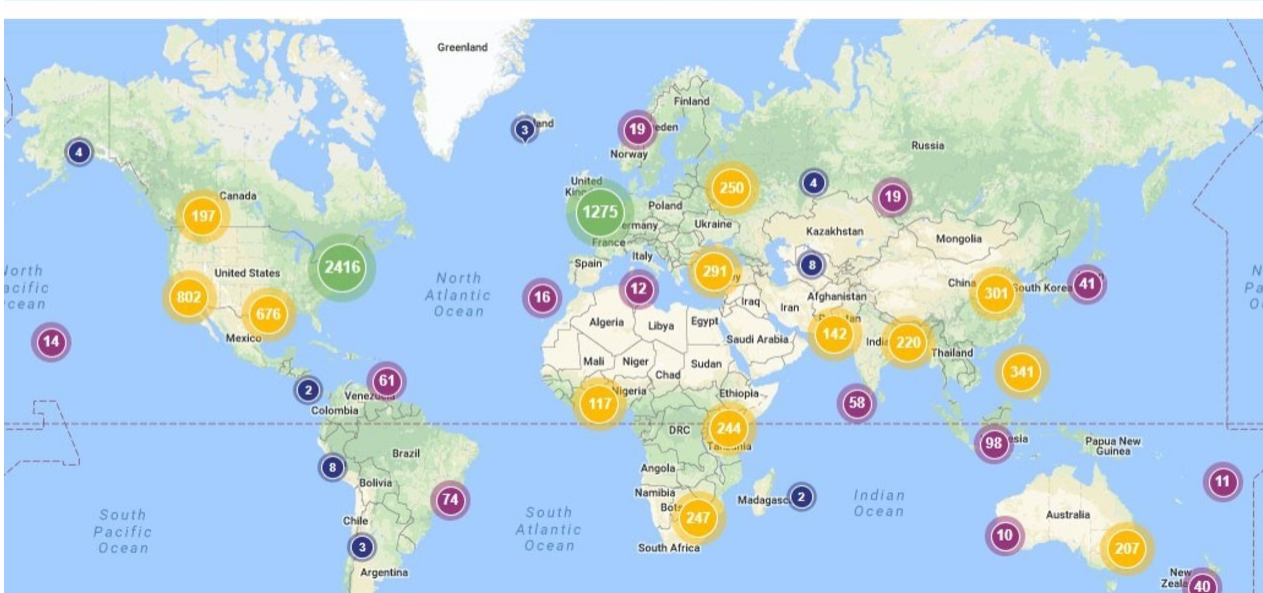 Greenland
Finland
3
19
Norway
Russia
4
United
1275
250
4
19
Canada
197
Poland
Ukraine
Kazakhstan
Mongolia
France
Italy
North
Atlantic
Ocean
United States
2416
Spain
291
8
China
301
South Korea
41
802
676
16
12
Iraq
Iran
Afghanistan
Mexico
14
Algeria
Libya
Egypt
Saudi Arabia
142
220
Thailand
Mali
Niger
Chad
Sudan
341
2
61
Colombia
117
Ethiopia
58
DRC
244
98
Papua New
Guinea
Brazil
8
Bolivia
74
Angola
Namibia
2
Indian
Ocean
11
South
Pacific
Ocean
Chile
3
Argentina
South
Atlantic
Ocean
247
South Africa
Australia
10
207
New
40